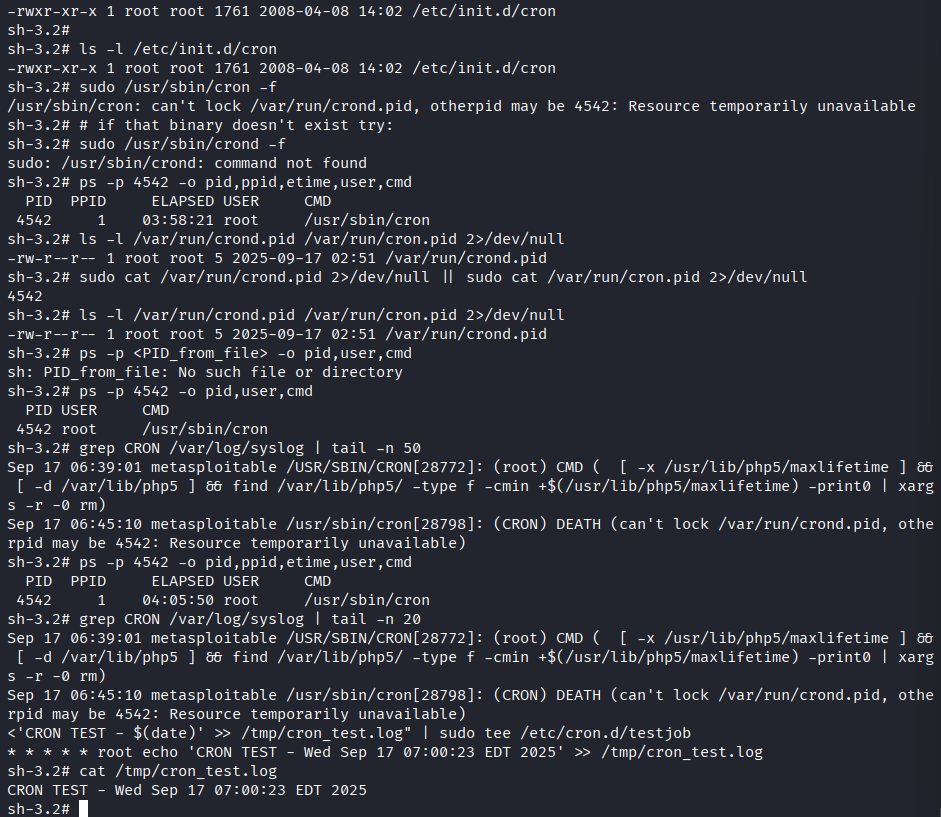 -rwxr-xr-x 1 root root 1761 2008-04-08 14:02 /etc/init.d/cron
sh-3.2#
sh-3.2# ls -l /etc/init.d/cron
-rwxr-xr-x 1 root root 1761 2008-04-08 14:02 /etc/init.d/cron
sh-3.2# sudo /usr/sbin/cron -f
/usr/sbin/cron: can't lock /var/run/crond.pid, otherpid may be 4542: Resource temporarily unavailable
sh-3.2# # if that binary doesn't exist try:
sh-3.2# sudo /usr/sbin/crond -f
sudo: /usr/sbin/crond: command not found
sh-3.2# ps -p 4542 -o pid,ppid,etime,user,cmd
  PID  PPID     ELAPSED USER     CMD
 4542     1    03:58:21 root     /usr/sbin/cron
sh-3.2# ls -l /var/run/crond.pid /var/run/cron.pid 2>/dev/null
-rw-r--r-- 1 root root 5 2025-09-17 02:51 /var/run/crond.pid
sh-3.2# sudo cat /var/run/crond.pid 2>/dev/null || sudo cat /var/run/cron.pid 2>/dev/null
4542
sh-3.2# ls -l /var/run/crond.pid /var/run/cron.pid 2>/dev/null
-rw-r--r-- 1 root root 5 2025-09-17 02:51 /var/run/crond.pid
sh-3.2# ps -p <PID_from_file> -o pid,user,cmd
sh: PID_from_file: No such file or directory
sh-3.2# ps -p 4542 -o pid,user,cmd
  PID USER     CMD
 4542 root     /usr/sbin/cron
sh-3.2# grep CRON /var/log/syslog | tail -n 50
Sep 17 06:39:01 metasploitable /USR/SBIN/CRON[28772]: (root) CMD (  [ -x /usr/lib/php5/maxlifetime ] &&
 [ -d /var/lib/php5 ] && find /var/lib/php5/ -type f -cmin +$(/usr/lib/php5/maxlifetime) -print0 | xarg
s -r -0 rm)
Sep 17 06:45:10 metasploitable /usr/sbin/cron[28798]: (CRON) DEATH (can't lock /var/run/crond.pid, othe
rpid may be 4542: Resource temporarily unavailable)
sh-3.2# ps -p 4542 -o pid,ppid,etime,user,cmd
  PID  PPID     ELAPSED USER     CMD
 4542     1    04:05:50 root     /usr/sbin/cron
sh-3.2# grep CRON /var/log/syslog | tail -n 20
Sep 17 06:39:01 metasploitable /USR/SBIN/CRON[28772]: (root) CMD (  [ -x /usr/lib/php5/maxlifetime ] &&
 [ -d /var/lib/php5 ] && find /var/lib/php5/ -type f -cmin +$(/usr/lib/php5/maxlifetime) -print0 | xarg
s -r -0 rm)
Sep 17 06:45:10 metasploitable /usr/sbin/cron[28798]: (CRON) DEATH (can't lock /var/run/crond.pid, othe
rpid may be 4542: Resource temporarily unavailable)
<'CRON TEST - $(date)' >> /tmp/cron_test.log" | sudo tee /etc/cron.d/testjob
* * * * * root echo 'CRON TEST - Wed Sep 17 07:00:23 EDT 2025' >> /tmp/cron_test.log
sh-3.2# cat /tmp/cron_test.log
CRON TEST - Wed Sep 17 07:00:23 EDT 2025
sh-3.2#